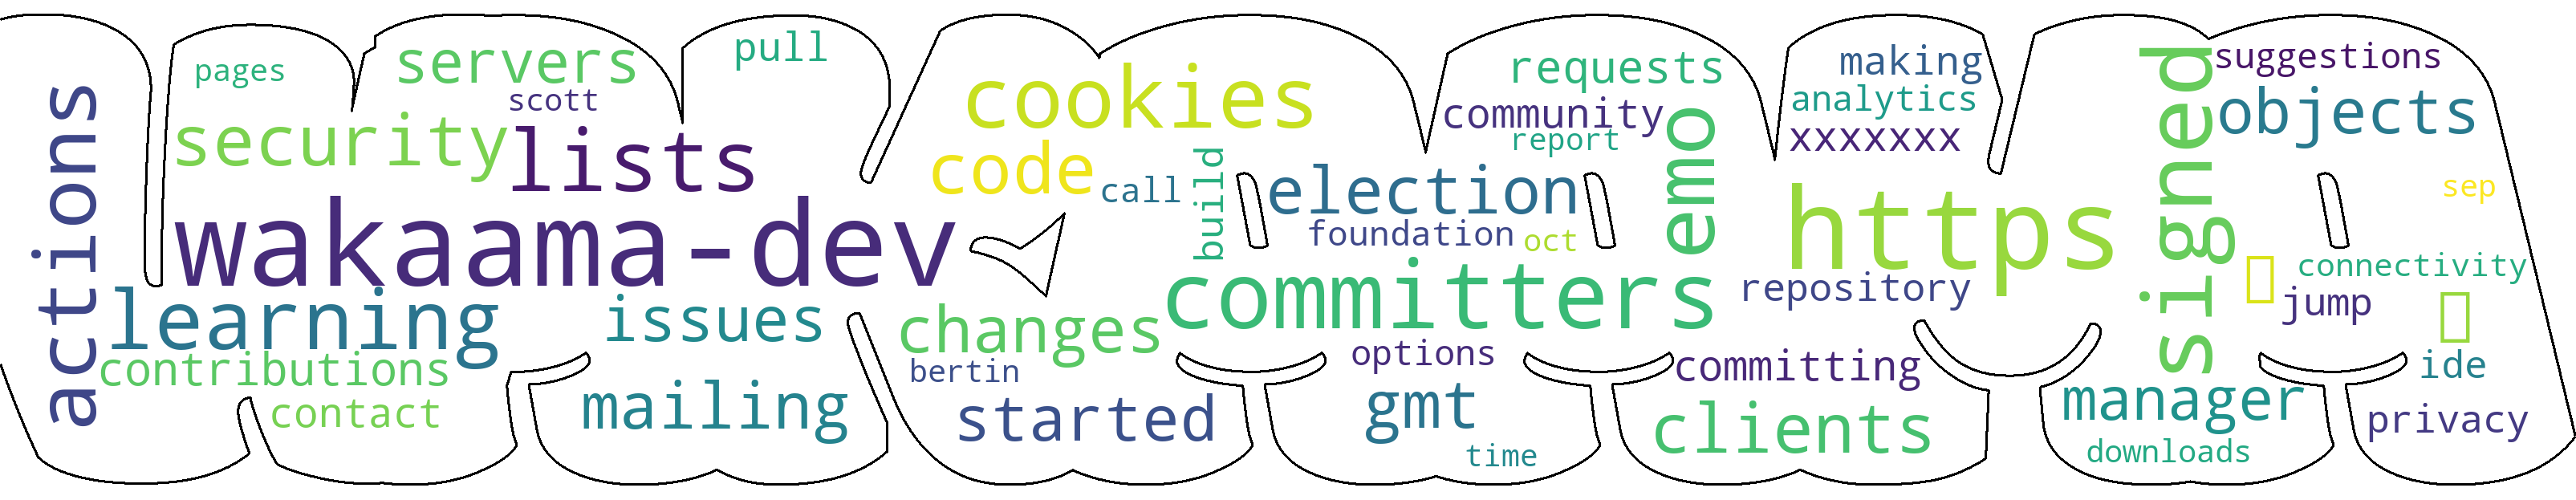 actions
pages
servers
scott
pull
security
lists
wakaama-dev
learning
issues
contributions
contact
mailing
cookies
code
call
build
election
foundation
oct
committers
changes
bertin
started
options
gmt
time
requests
community
report
emo
making
analytics
xxxxxxx
https
repository
committing
clients
signed
suggestions
objects
sep
connectivity
jump
ide
manager
privacy
downloads